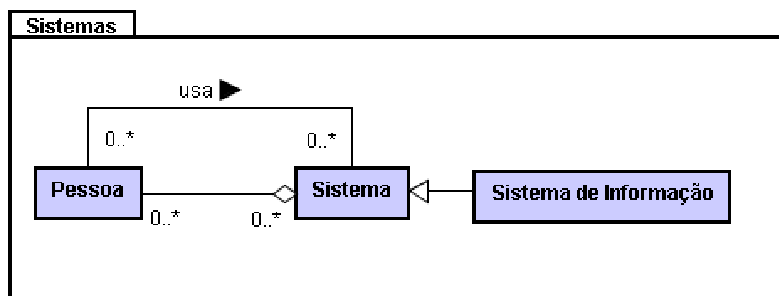 Sistemas
usa
0..*
0..*
Pessoa
Sistema
Sistema de Informação
0..*
0..*